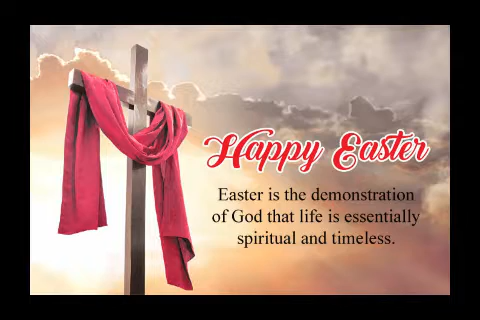 Happy Easter
Easter is the demonstration
of God that life is essentially
spiritual and timeless.